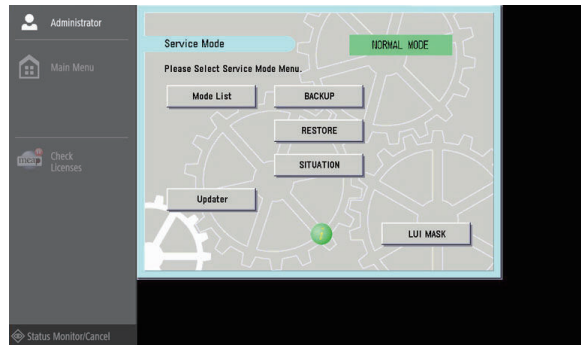 Administrator
Main Menu
meap
Check
Licenses
Status Monitor/Cancel
Service Mode
NORMAL MODE
Please Select Service Mode Menu.
Mode List
BACKUP
RESTORE
SITUATION
Updater
LUI MASK